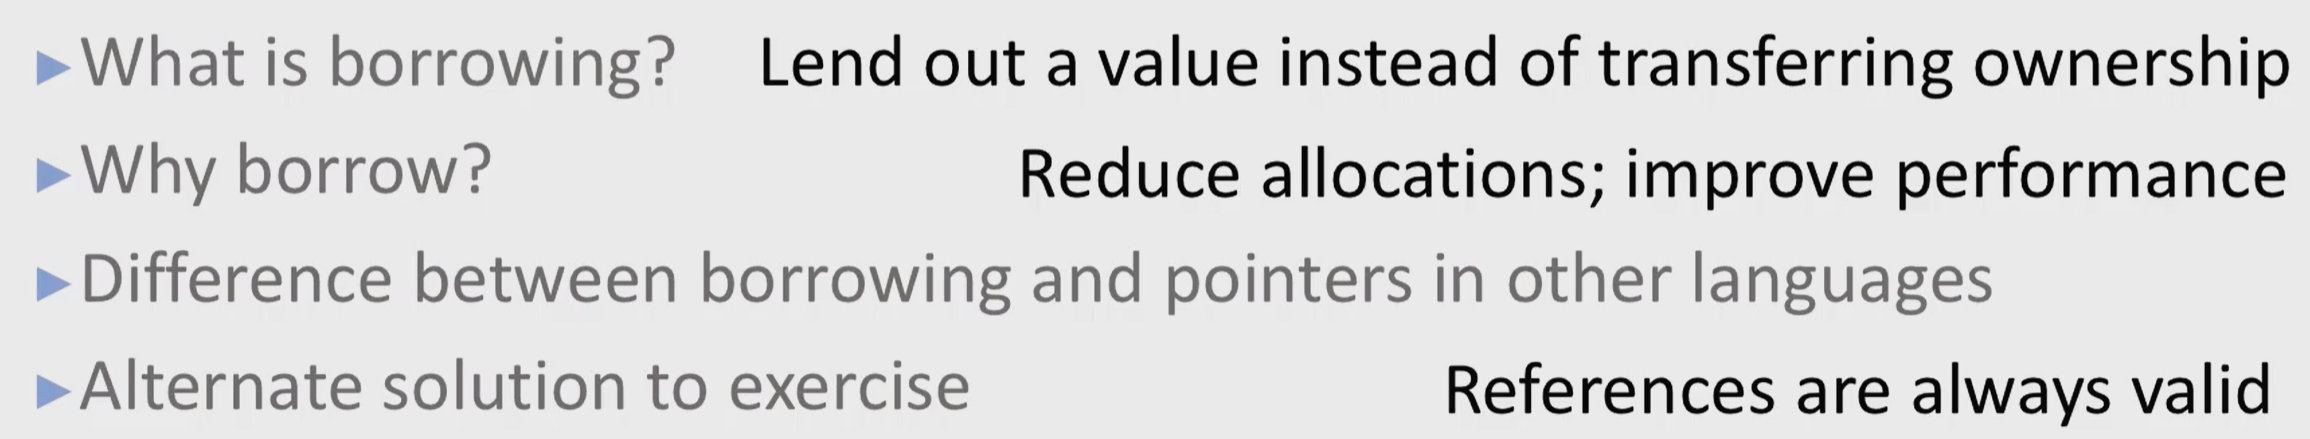 ▶What is borrowing? Lend out a value instead of transferring ownership
▶Why borrow? Reduce allocations; improve performance
▶Difference between borrowing and pointers in other languages
▶Alternate solution to exercise References are always valid